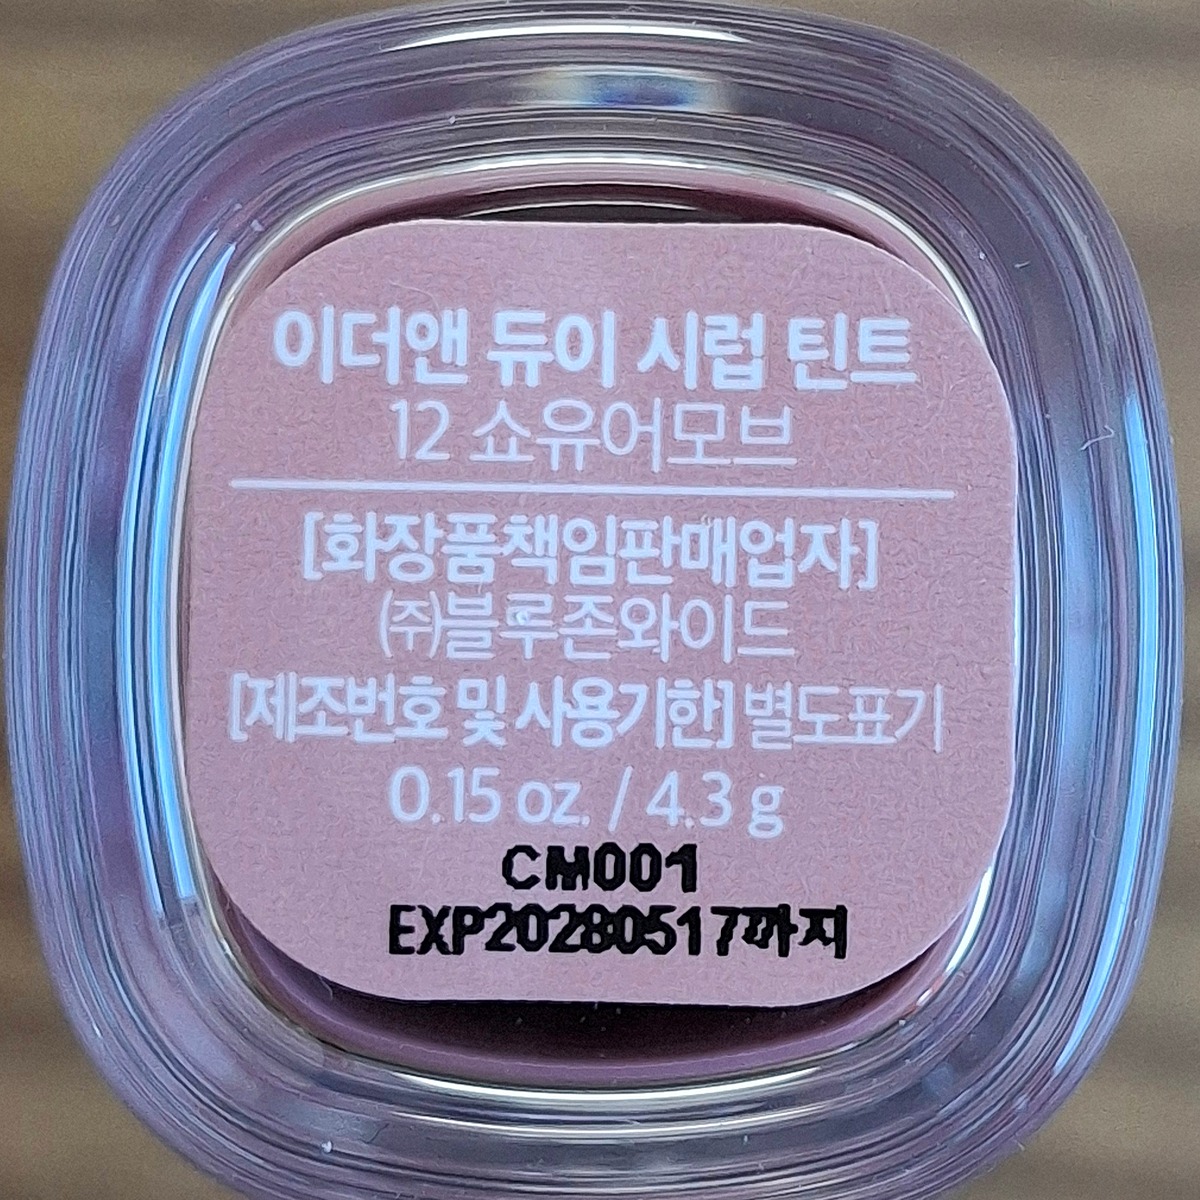 이더앤 듀이 시럽 틴트
12 쇼유어모브
[화장품책임판매업자]
㈜블루존와이드
[제조번호 및 사용기한] 별도표기
0.15 oz. / 4.3 g
CM001
EXP20280517까지